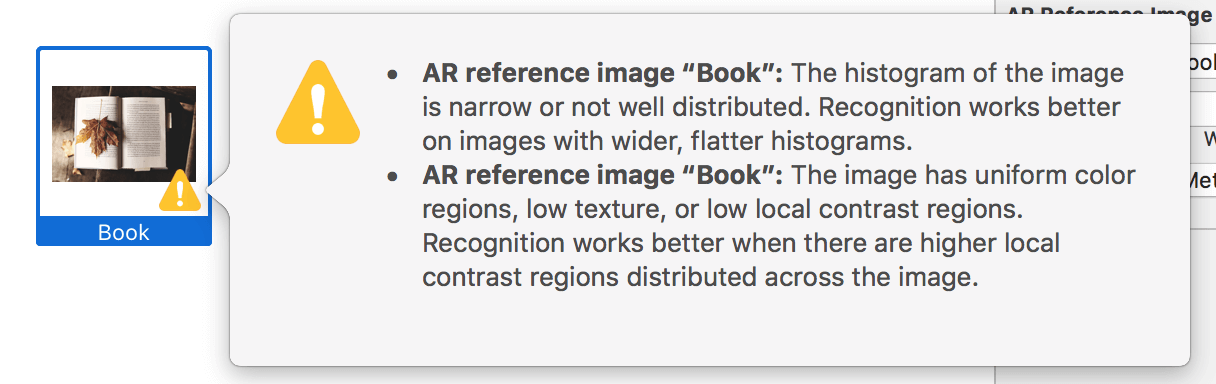 AR Reference Image
• AR reference image “Book”: The histogram of the image
is narrow or not well distributed. Recognition works better
on images with wider, flatter histograms.
• AR reference image “Book”: The image has uniform color
regions, low texture, or low local contrast regions.
Recognition works better when there are higher local
contrast regions distributed across the image.
Book